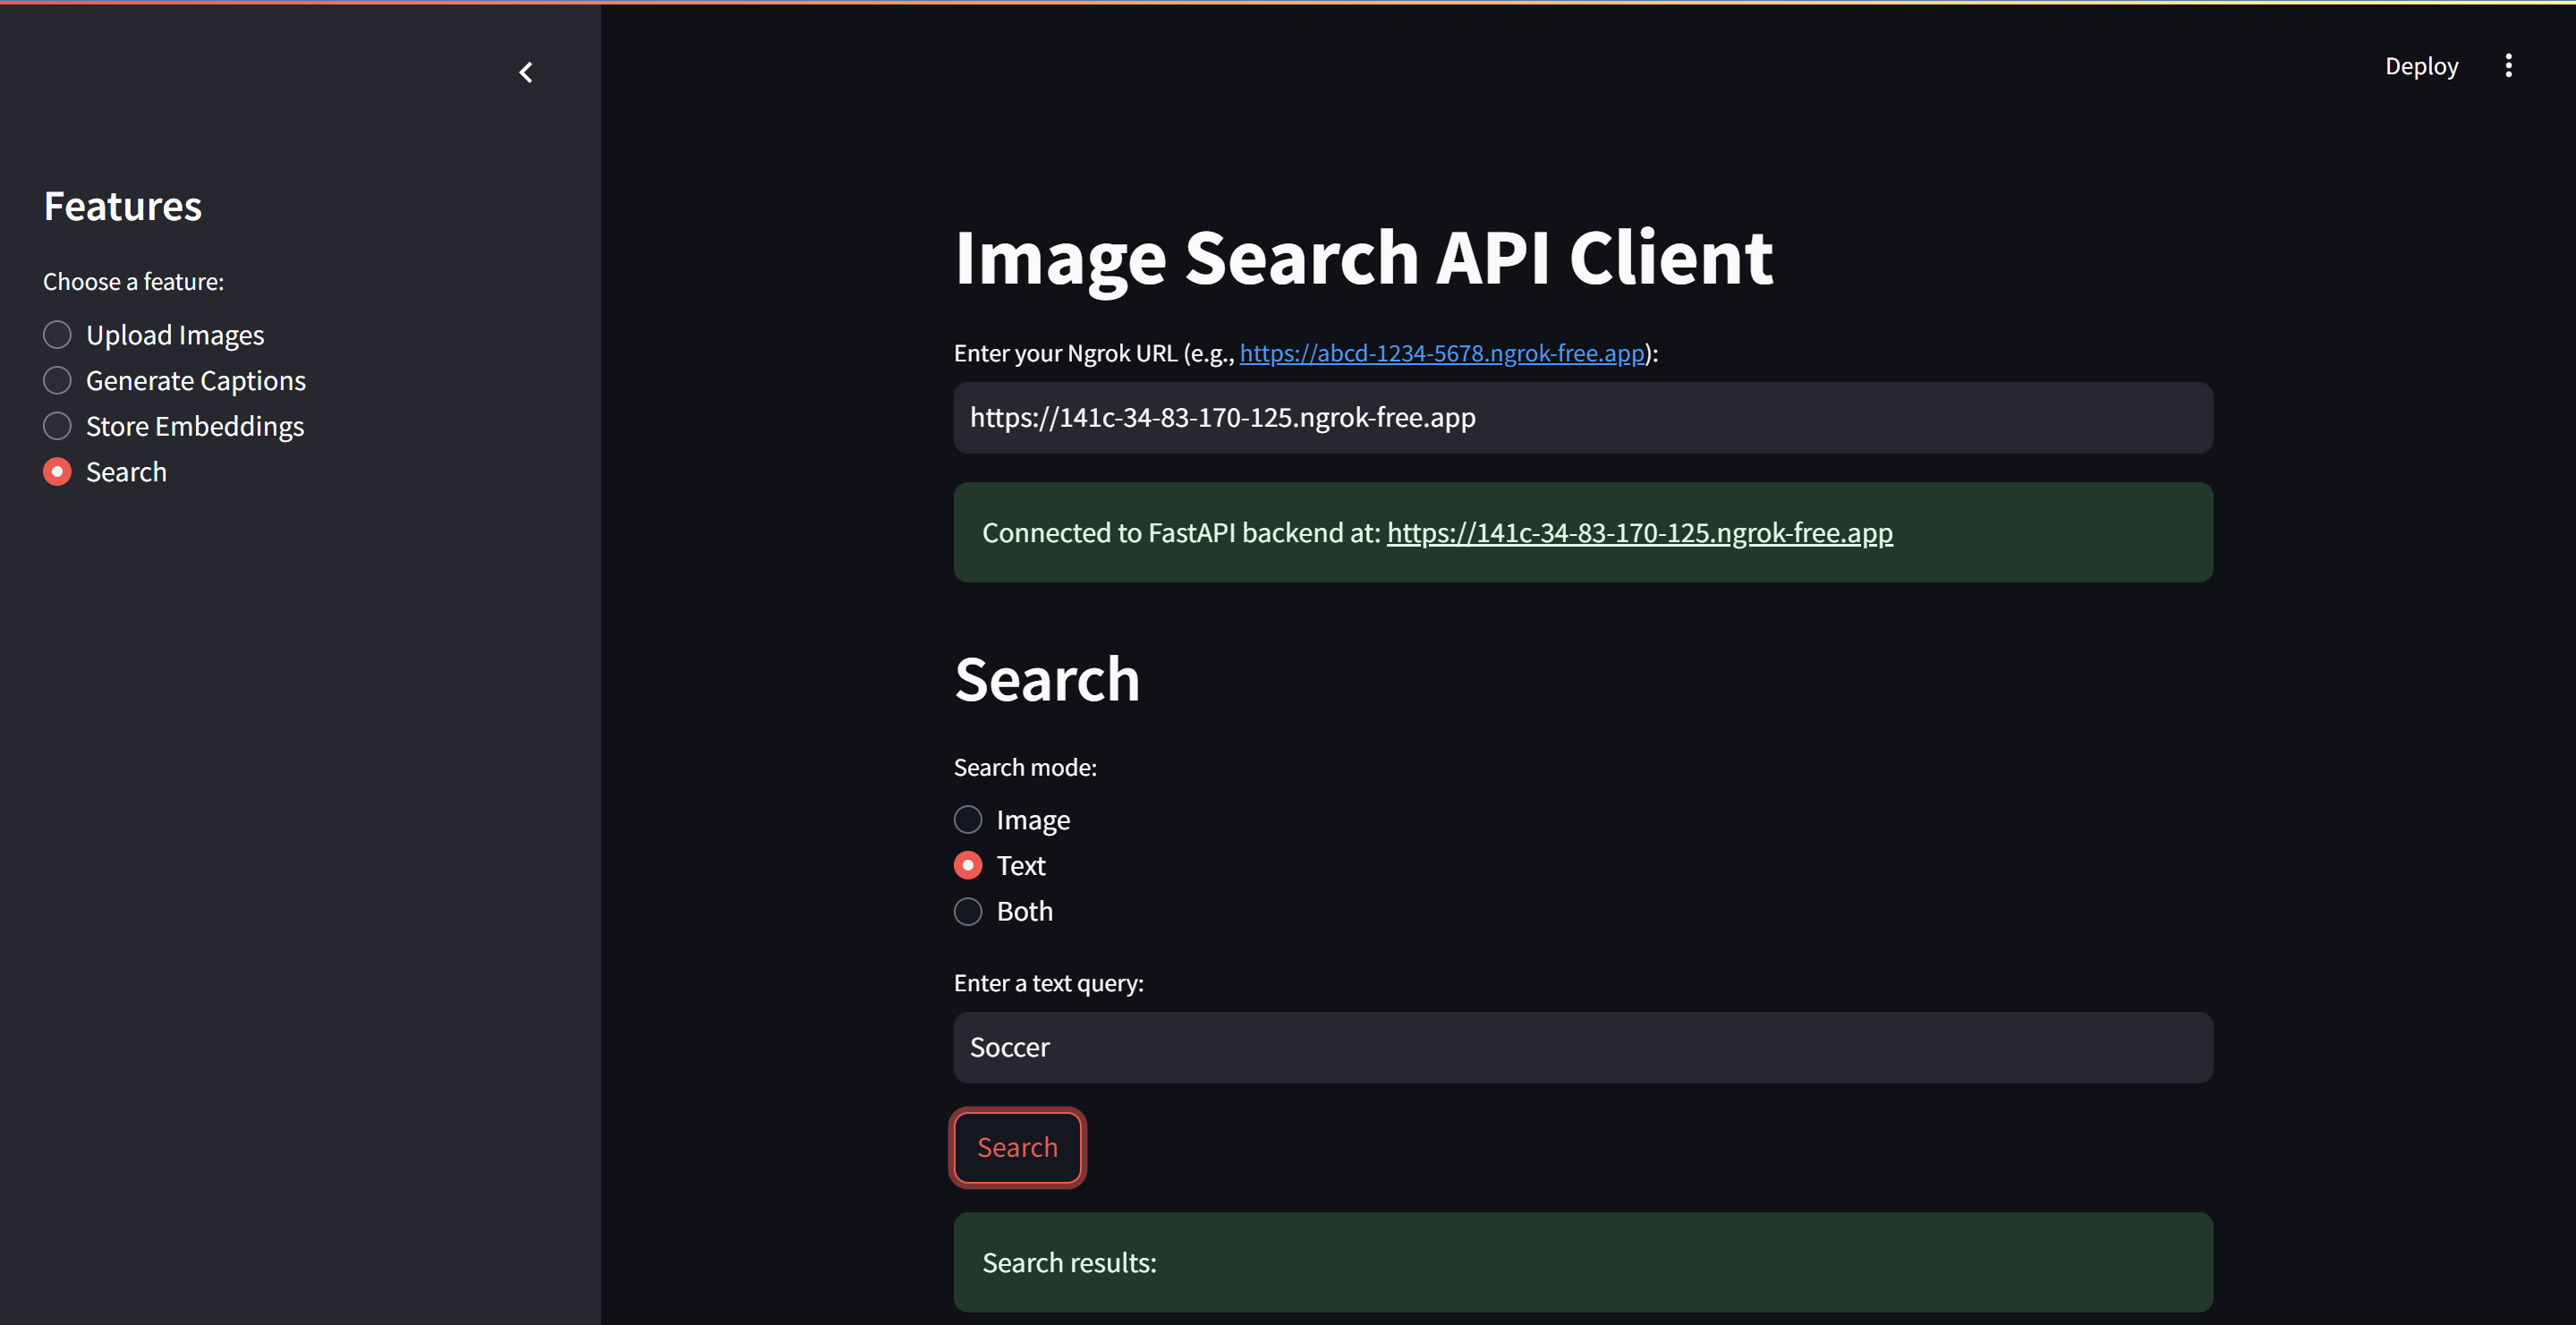 Deploy
Features
Choose a feature:
Upload Images
Generate Captions
Store Embeddings
Search
Image Search API Client
Enter your Ngrok URL (e.g., https://abcd-1234-5678.ngrok-free.app):
https://141c-34-83-170-125.ngrok-free.app
Connected to FastAPI backend at: https://141c-34-83-170-125.ngrok-free.app
Search
Search mode:
Image
Text
Both
Enter a text query:
Soccer
Search
Search results: